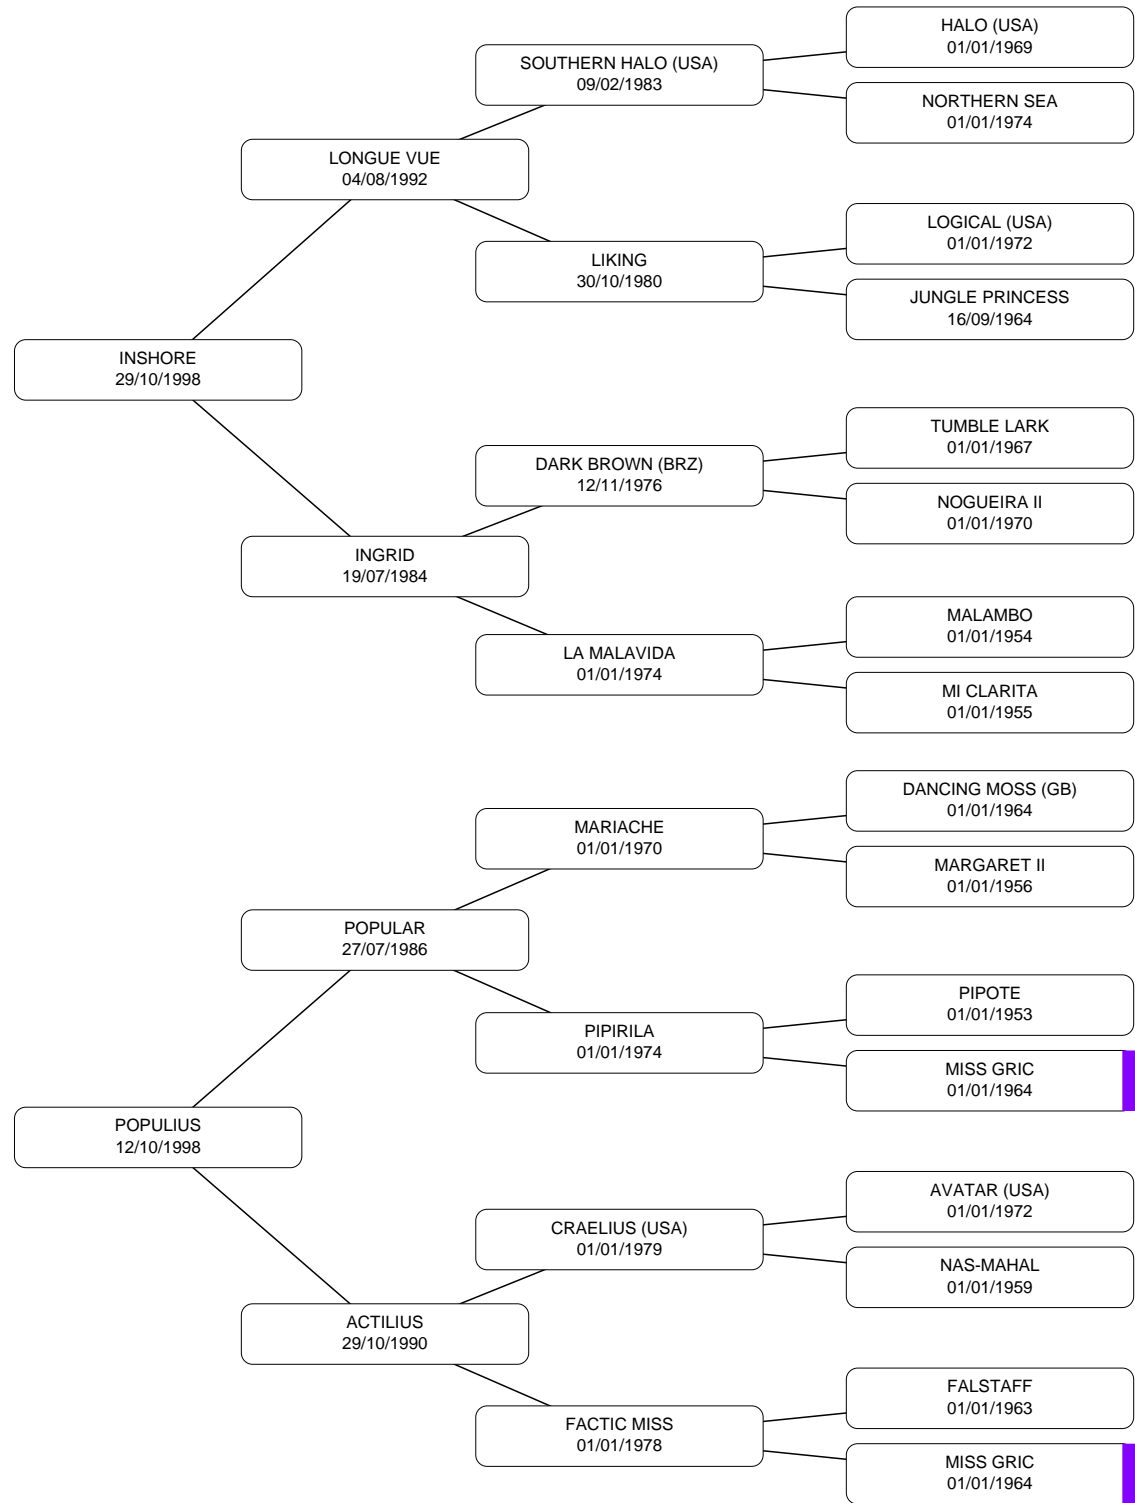 HALO (USA)
01/01/1969
SOUTHERN HALO (USA)
09/02/1983
NORTHERN SEA
01/01/1974
LONGUE VUE
04/08/1992
LOGICAL (USA)
01/01/1972
LIKING
30/10/1980
JUNGLE PRINCESS
16/09/1964
INSHORE
29/10/1998
TUMBLE LARK
01/01/1967
DARK BROWN (BRZ)
12/11/1976
NOGUEIRA II
01/01/1970
INGRID
19/07/1984
MALAMBO
01/01/1954
LA MALAVIDA
01/01/1974
MI CLARITA
01/01/1955
DANCING MOSS (GB)
01/01/1964
MARIACHE
01/01/1970
MARGARET II
01/01/1956
POPULAR
27/07/1986
PIPOTE
01/01/1953
PIPIRILA
01/01/1974
MISS GRIC
01/01/1964
POPULIUS
12/10/1998
AVATAR (USA)
01/01/1972
CRAELIUS (USA)
01/01/1979
NAS-MAHAL
01/01/1959
ACTILIUS
29/10/1990
FALSTAFF
01/01/1963
FACTIC MISS
01/01/1978
MISS GRIC
01/01/1964